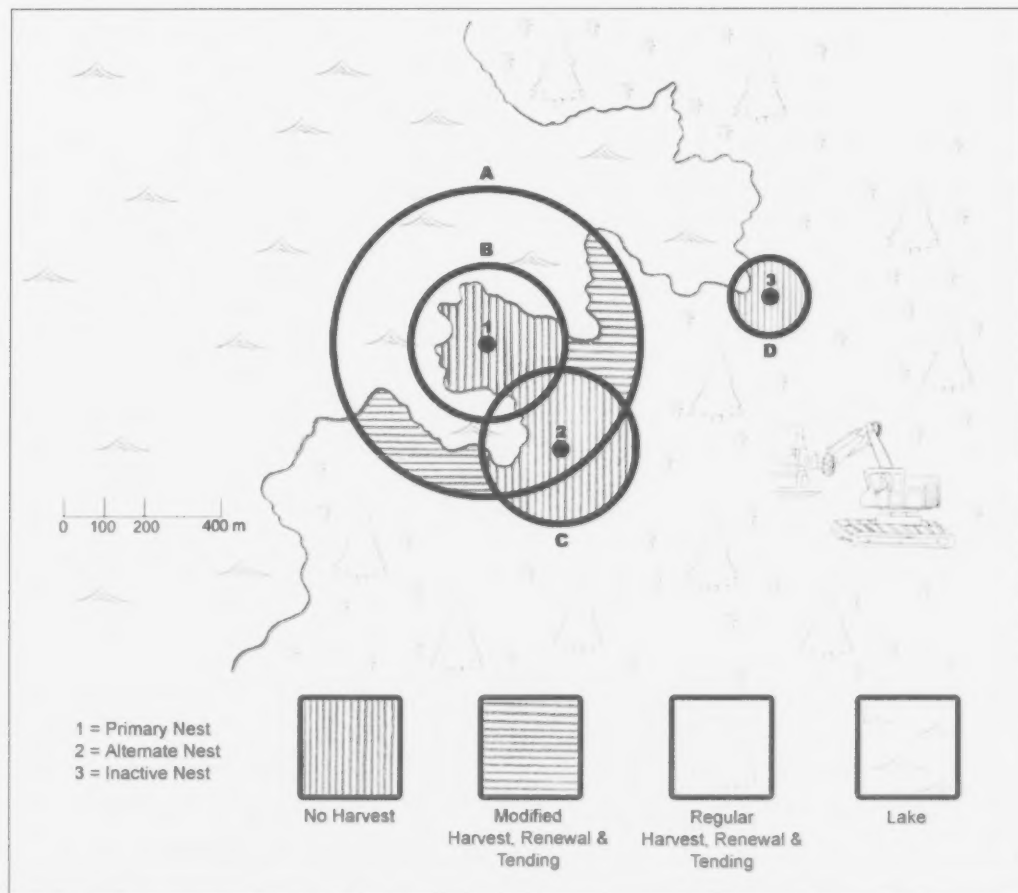 A
B
1
3
D
2
C
0 100 200 400 m
1 = Primary Nest
2 = Alternate Nest
3 = Inactive Nest
No Harvest
Modified
Harvest, Renewal &
Tending
Regular
Harvest, Renewal &
Tending
Lake